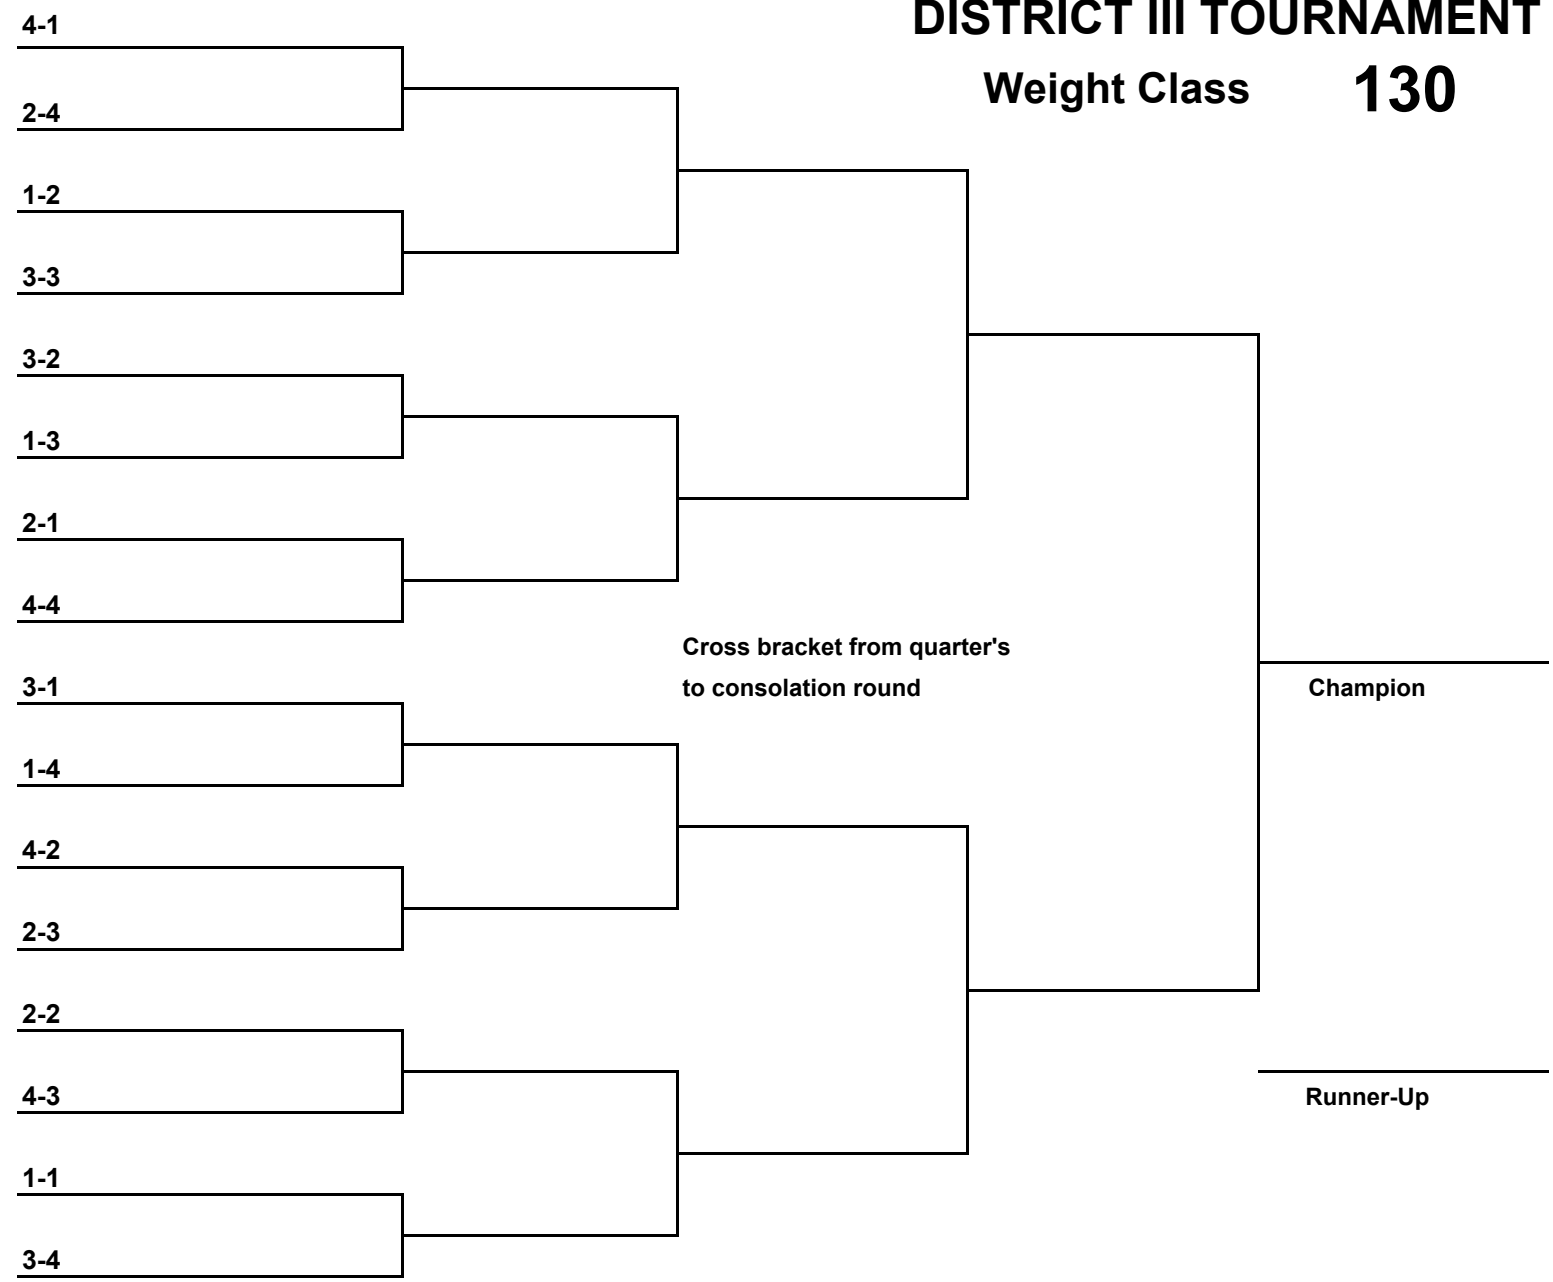 DISTRICT III TOURNAMENT
Weight Class 130
4-1
2-4
1-2
3-3
3-2
1-3
2-1
4-4
Cross bracket from quarter's
to consolation round
3-1
Champion
1-4
4-2
2-3
2-2
4-3
Runner-Up
1-1
3-4